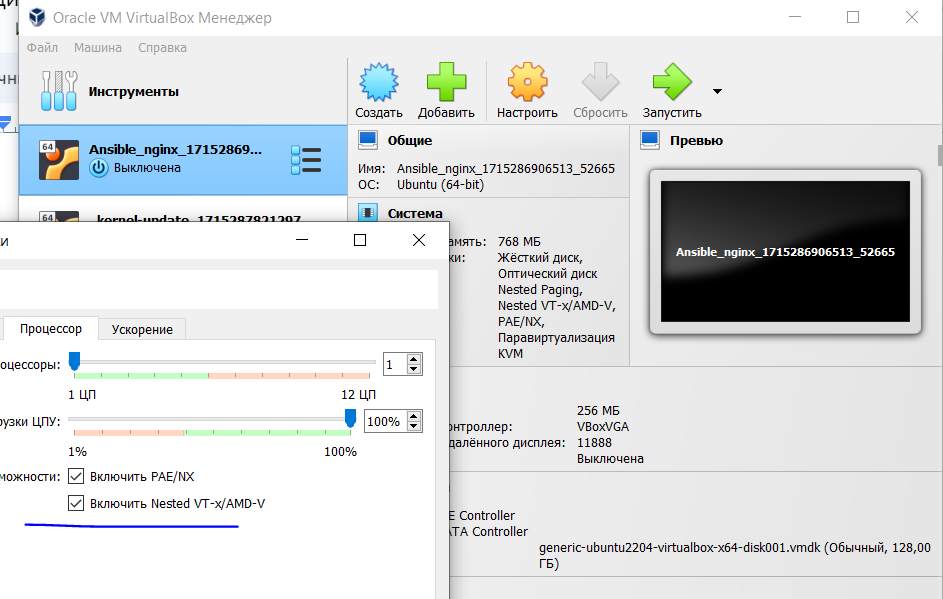 Oracle VM VirtualBox Менеджер
Файл Машина Справка
Инструменты
Создать Добавить Настроить Сбросить Запустить
64
Ansible_nginx_17152869...
Выключена
64
kernel-update_1715287821297
Общие
Имя: Ansible_nginx_1715286906513_52665
ОС: Ubuntu (64-bit)
Система
768 МБ
Жёсткий диск,
Оптический диск
Nested Paging,
Nested VT-x/AMD-V,
PAE/NX,
Паравиртуализация
KVM
Превью
Ansible_nginx_1715286906513_52665
256 МБ
онтроллер: VBoxVGA
далённого дисплея: 11888
Выключена
E Controller
ATA Controller
generic-ubuntu2204-virtualbox-x64-disk001.vmdk (Обычный, 128,00
ГБ)
Процессор Ускорение
оцессоры: 1
1 ЦП 12 ЦП
рузки ЦПУ: 100%
1% 100%
можности: Включить PAE/NX
Включить Nested VT-x/AMD-V